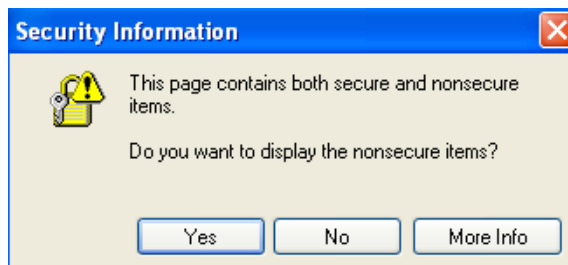 Security Information
This page contains both secure and nonsecure
items.
Do you want to display the nonsecure items?
Yes No More Info